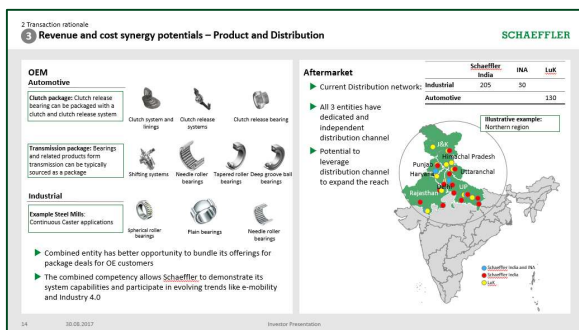 2 Transaction rationale
3 Revenue and cost synergy potentials – Product and Distribution
SCHAEFFLER
OEM
Automotive
Clutch package: Clutch release
bearing can be packaged with a
clutch and clutch release system
Clutch system and
linings
Clutch release
systems
Clutch release bearing
Transmission package: Bearings
and related products form
transmission can be typically
sourced as a package
Shifting systems
Needle roller
bearings
Tapered roller
bearings
Deep groove ball
bearings
Industrial
Example Steel Mills:
Continuous Caster applications
Spherical roller
bearings
Plain bearings
Needle roller
bearings
Combined entity has better opportunity to bundle its offerings for
package deals for OE customers
The combined competency allows Schaeffler to demonstrate its
system capabilities and participate in evolving trends like e-mobility
and Industry 4.0
Aftermarket
Current Distribution network:
All 3 entities have
dedicated and
independent
distribution channel
Potential to
leverage
distribution channel
to expand the reach
Schaeffler
India
INA
LuK
Industrial 205 30
Automotive 130
Illustrative example:
Northern region
J&K
Himachal Pradesh
Punjab
Uttaranchal
Haryana
Delhi
UP
Rajasthan
Schaeffler India and INA
Schaeffler India
LuK
14
30.08.2017
Investor Presentation